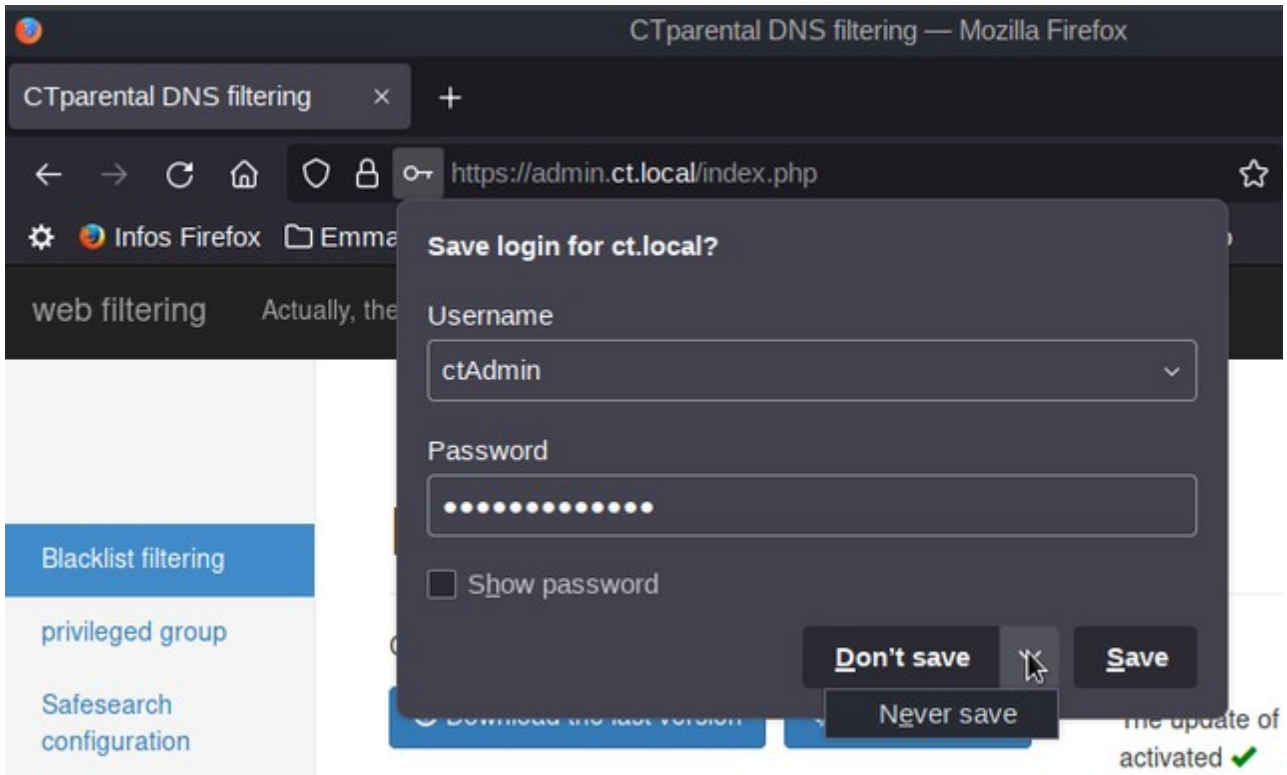 CTparental DNS filtering — Mozilla Firefox
CTparental DNS filtering
https://admin.ct.local/index.php
Infos Firefox Emma
web filtering Actually, the
Save login for ct.local?
Username
ctAdmin
Password
•••••••••••••
Show password
Don't save Save
Never save
Blacklist filtering
privileged group
Safesearch
configuration
Download the last version
The update of
activated ✔